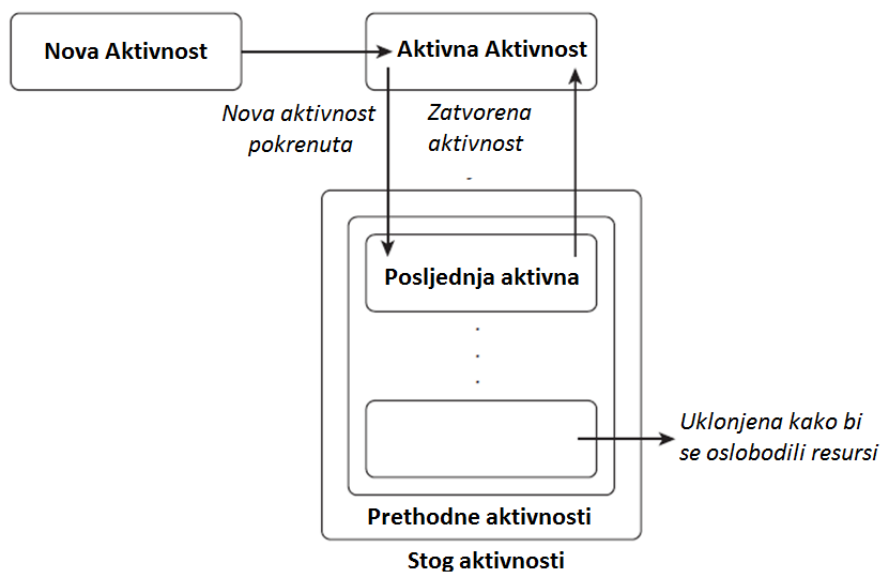 Nova Aktivnost
Aktivna Aktivnost
Nova aktivnost
pokrenuta
Zatvorena
aktivnost
Posljednja aktivna
Uklonjena kako bi
se oslobodili resursi
Prethodne aktivnosti
Stog aktivnosti